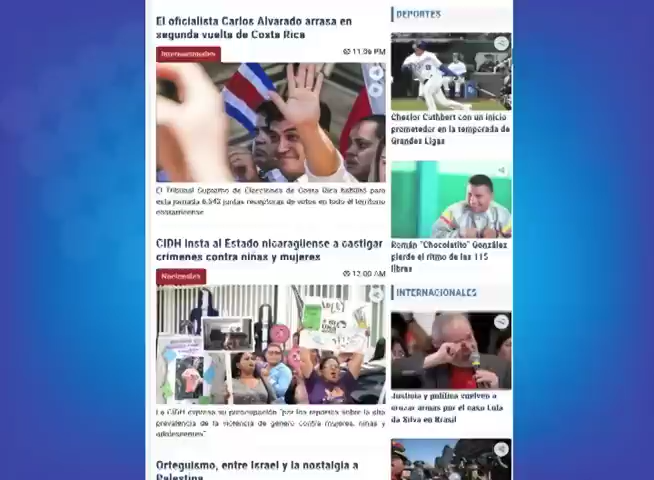 El oficialista Carlos Alvarado arrasa en
segunda vuelta de Costa Rica
Internacionales
11:06 PM
El Tribunal Supremo de Elecciones de Costa Rica habilitó para
esta jornada 6,542 juntas receptoras de votos en todo el territorio
costarricense
CIDH insta al Estado nicaragüense a castigar
crímenes contra niñas y mujeres
Nacionales
12:00 AM
La CIDH expresa su preocupación "por los reportes sobre la alta
prevalencia de la violencia de género contra mujeres, niñas y
adolescentes"
Orteguismo, entre Israel y la nostalgia a
Palestina
DEPORTES
Cheslor Cuthbert con un inicio
prometedor en la temporada de
Grandes Ligas
Román "Chocolatito" González
pierde el ritmo de las 115
libras
INTERNACIONALES
Justicia y política vuelven a
cruzar armas por el caso Lula
da Silva en Brasil